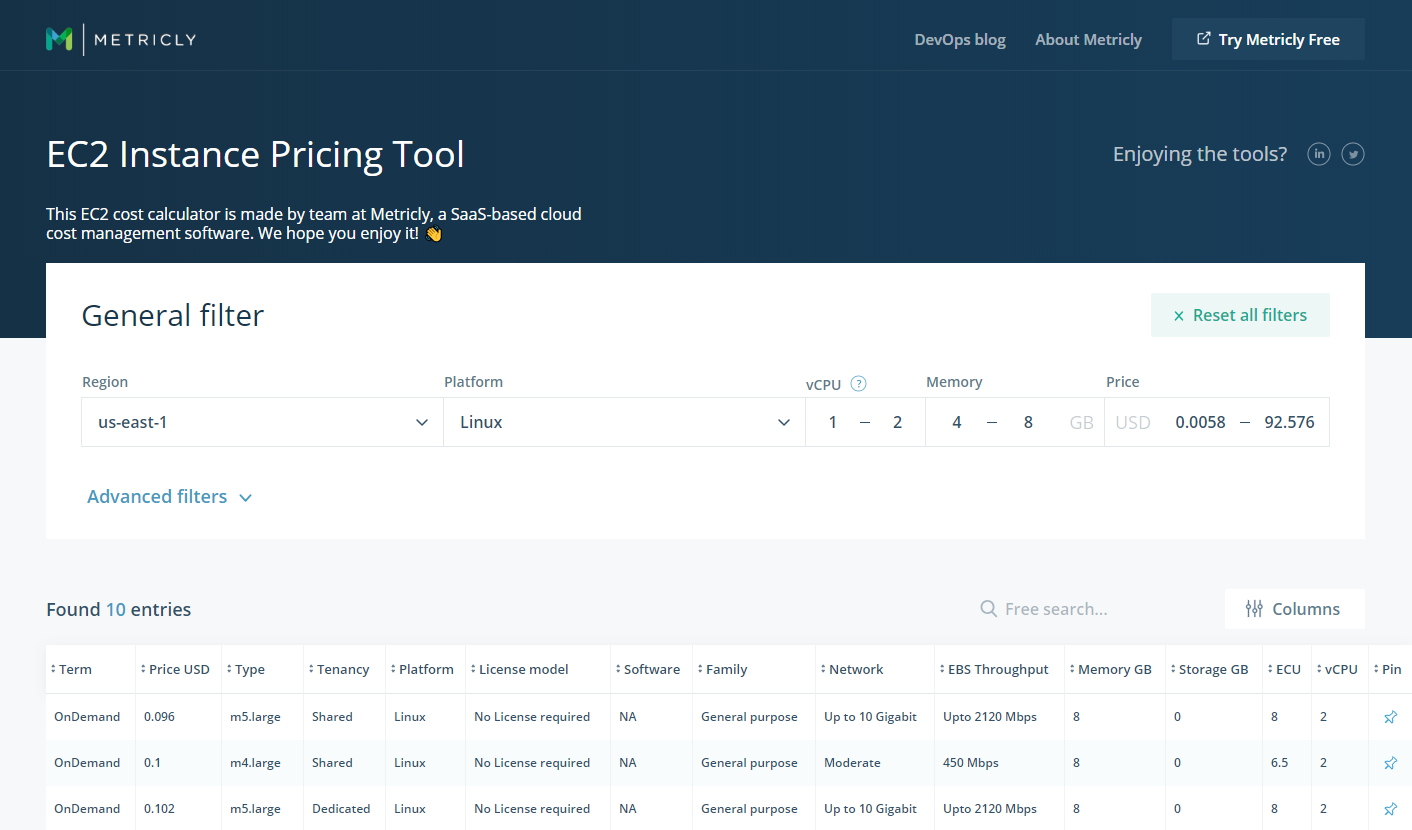 METRICLY
DevOps blog About Metricly Try Metricly Free
EC2 Instance Pricing Tool
Enjoying the tools? in
This EC2 cost calculator is made by team at Metricly, a SaaS-based cloud
cost management software. We hope you enjoy it! 👋
General filter
× Reset all filters
Region Platform vCPU ? Memory Price
us-east-1 Linux 1 – 2 4 – 8 GB USD 0.0058 – 92.576
Advanced filters
Found 10 entries
Free search...
Columns
Term Price USD Type Tenancy Platform License model Software Family Network EBS Throughput Memory GB Storage GB ECU vCPU Pin
OnDemand 0.096 m5.large Shared Linux No License required NA General purpose Up to 10 Gigabit Upto 2120 Mbps 8 0 8 2
OnDemand 0.1 m4.large Shared Linux No License required NA General purpose Moderate 450 Mbps 8 0 6.5 2
OnDemand 0.102 m5.large Dedicated Linux No License required NA General purpose Up to 10 Gigabit Upto 2120 Mbps 8 0 8 2